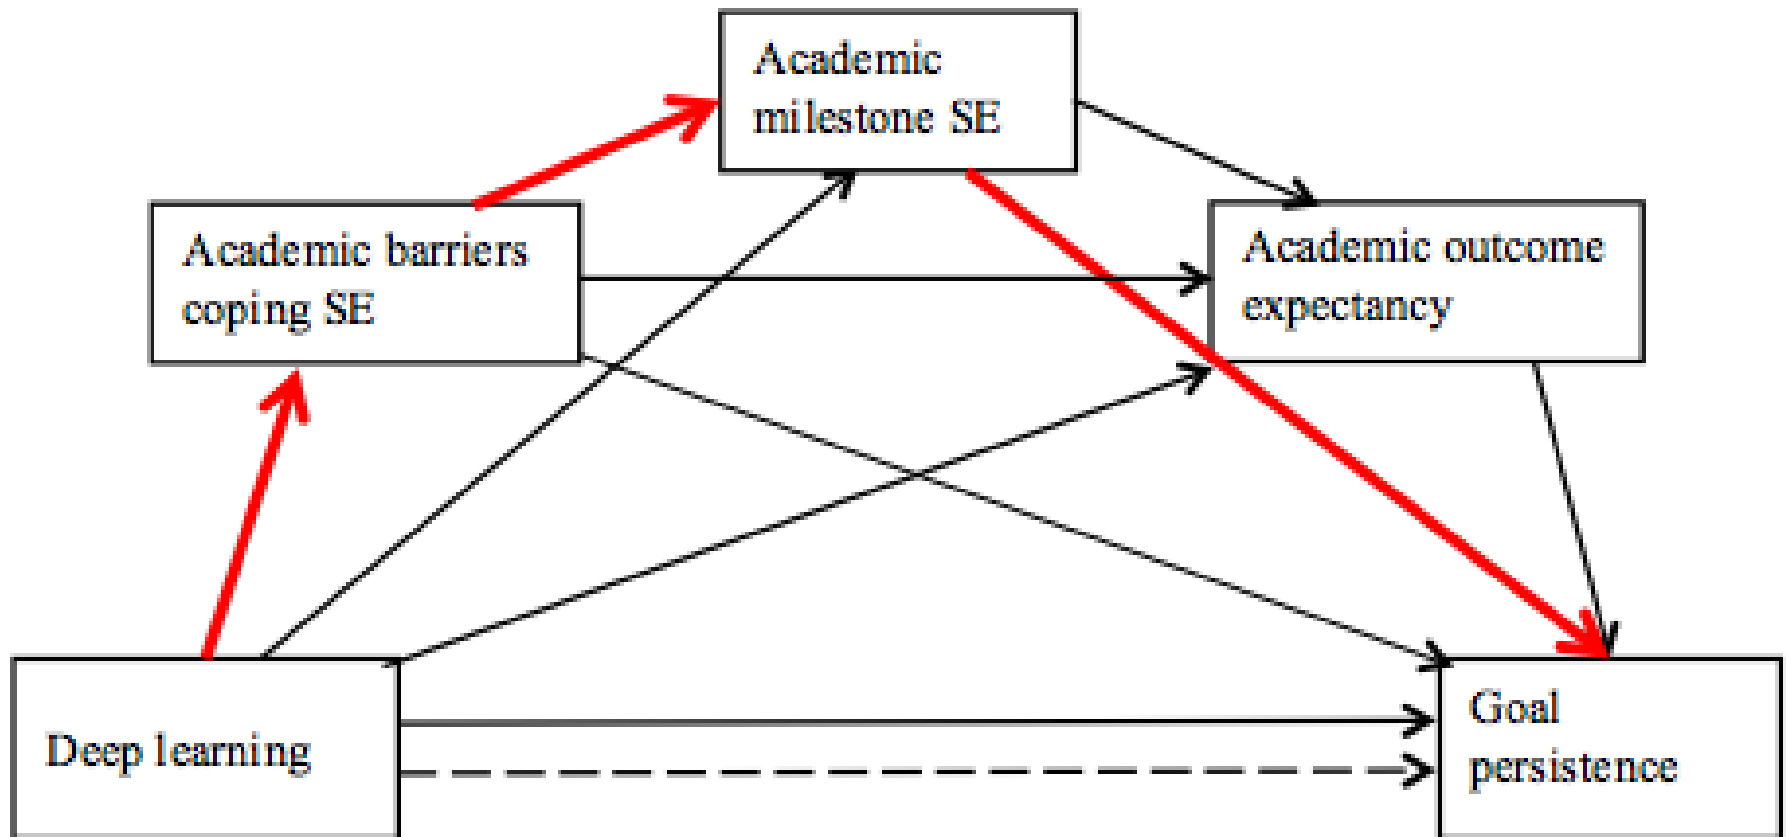 Academic
milestone SE
Academic barriers
coping SE
Academic outcome
expectancy
Deep learning
Goal
persistence